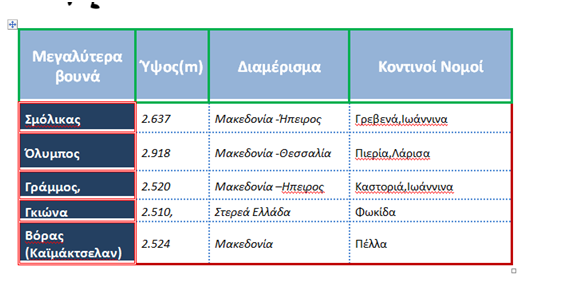 Μεγαλύτερα βουνά Ύψος(m) Διαμέρισμα Κοντινοί Νομοί
Σμόλικας 2.637 Μακεδονία -Ήπειρος Γρεβενά,Ιωάννινα
Όλυμπος 2.918 Μακεδονία -Θεσσαλία Πιερία,Λάρισα
Γράμμος, 2.520 Μακεδονία –Ηπειρος Καστοριά,Ιωάννινα
Γκιώνα 2.510, Στερεά Ελλάδα Φωκίδα
Βόρας (Καϊμάκτσελαν) 2.524 Μακεδονία Πέλλα